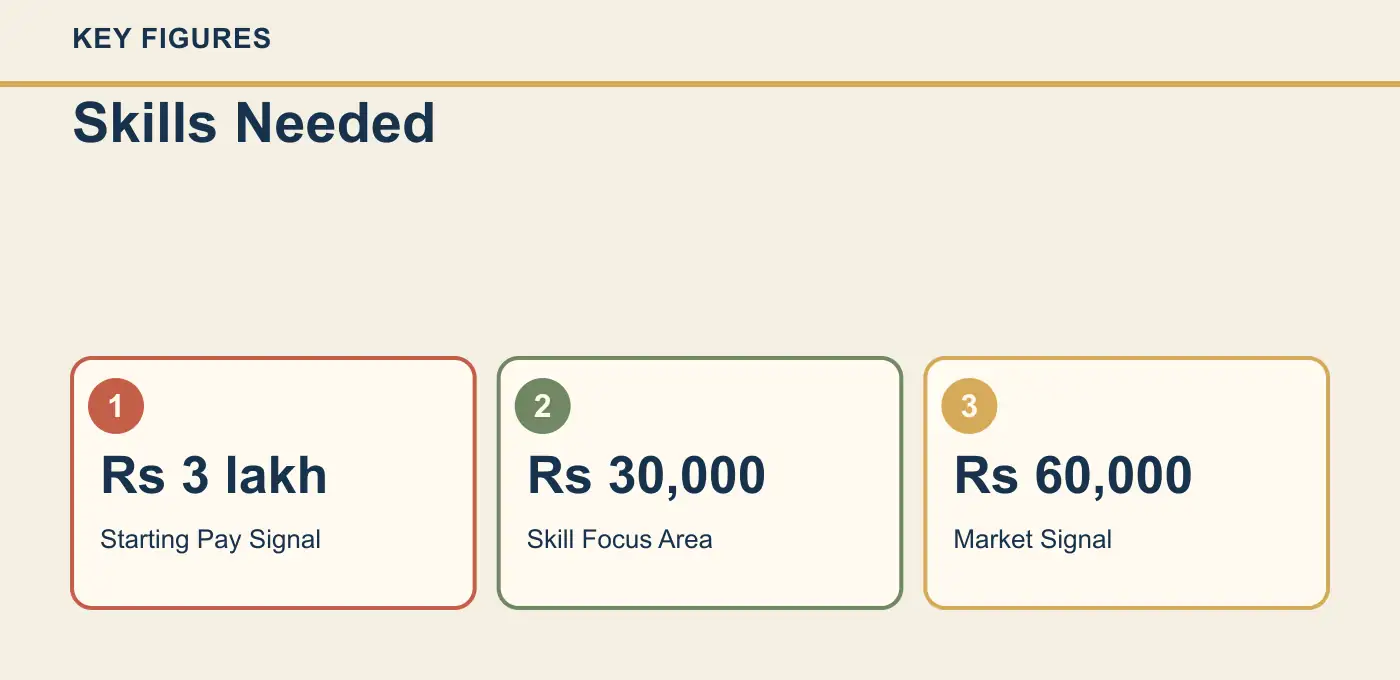 KEY FIGURES
Skills Needed
1
Rs 3 lakh
Starting Pay Signal
2
Rs 30,000
Skill Focus Area
3
Rs 60,000
Market Signal